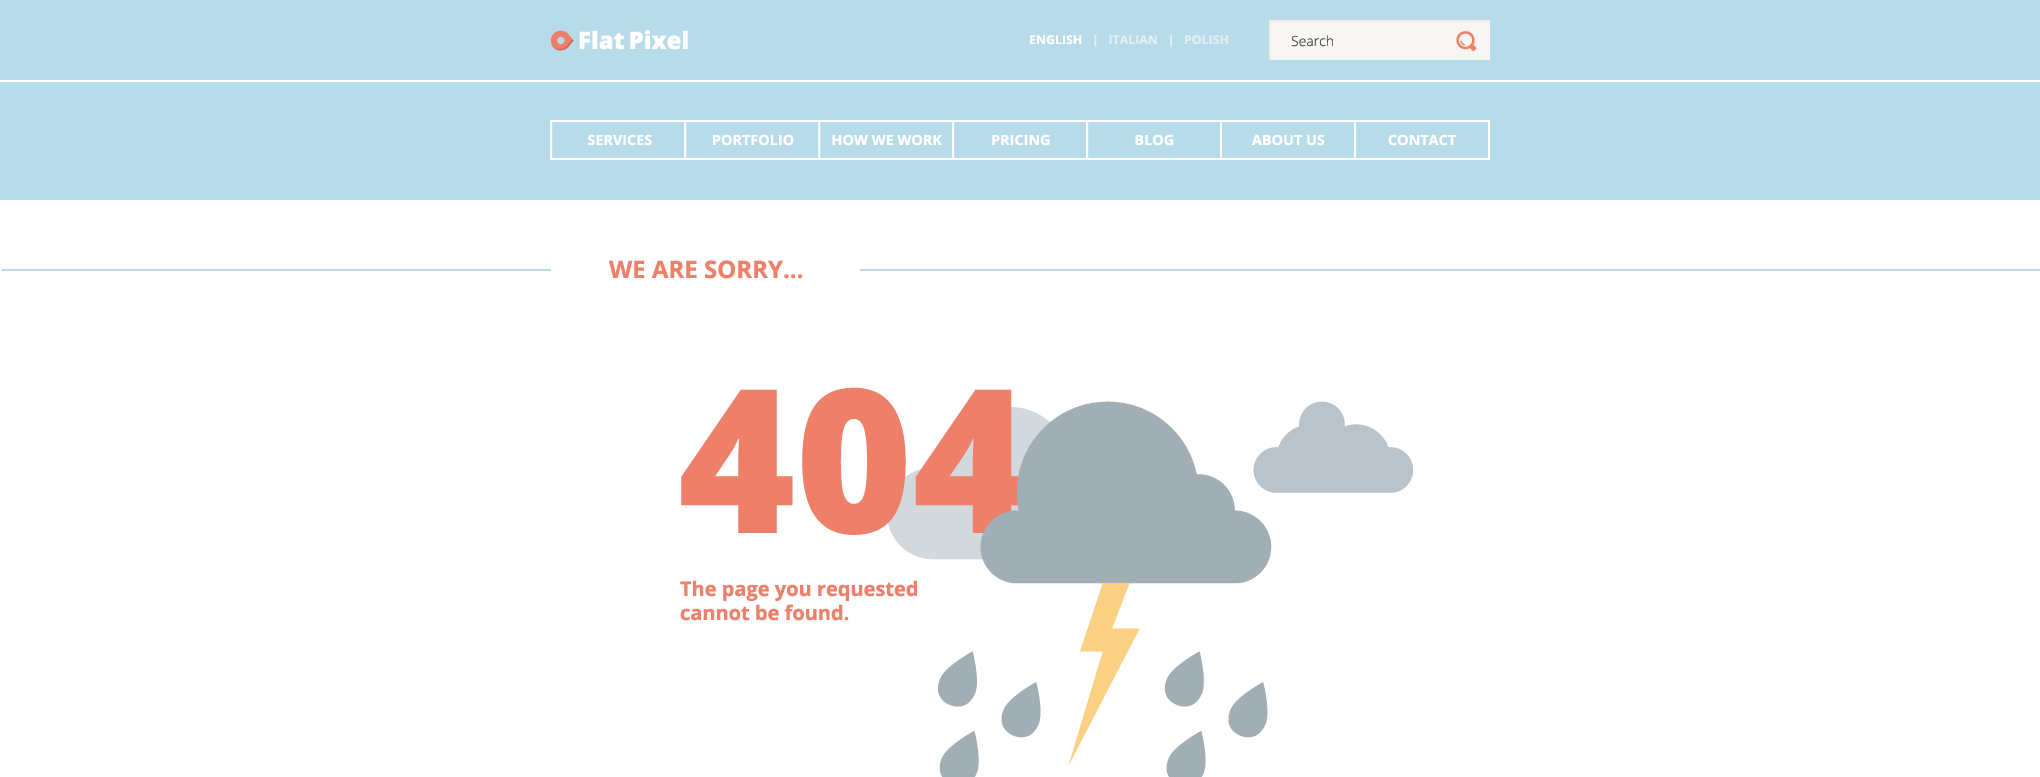 Flat Pixel
ENGLISH | ITALIAN | POLISH
Search
SERVICES PORTFOLIO HOW WE WORK PRICING BLOG ABOUT US CONTACT
WE ARE SORRY...
404
The page you requested
cannot be found.